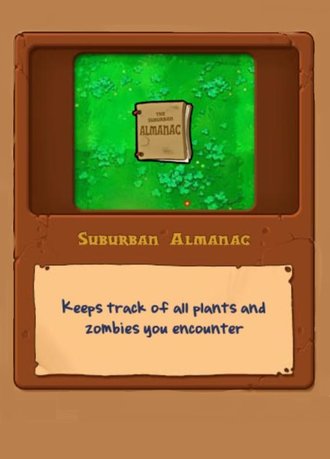 THE
SUBURBAN
ALMANAC
Suburban Almanac
Keeps track of all plants and
zombies you encounter